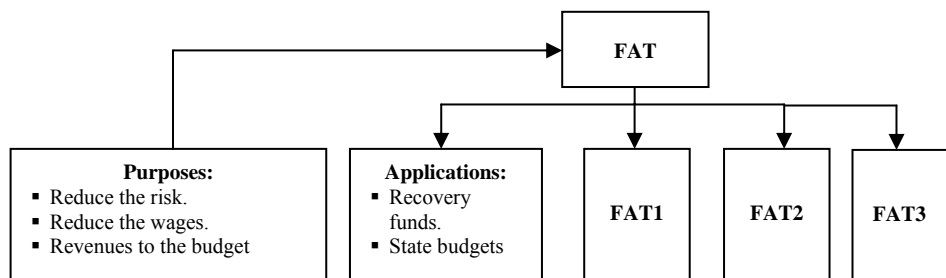 FAT
Purposes:
▪ Reduce the risk.
▪ Reduce the wages.
▪ Revenues to the budget
Applications:
▪ Recovery
funds.
▪ State budgets
FAT1
FAT2
FAT3